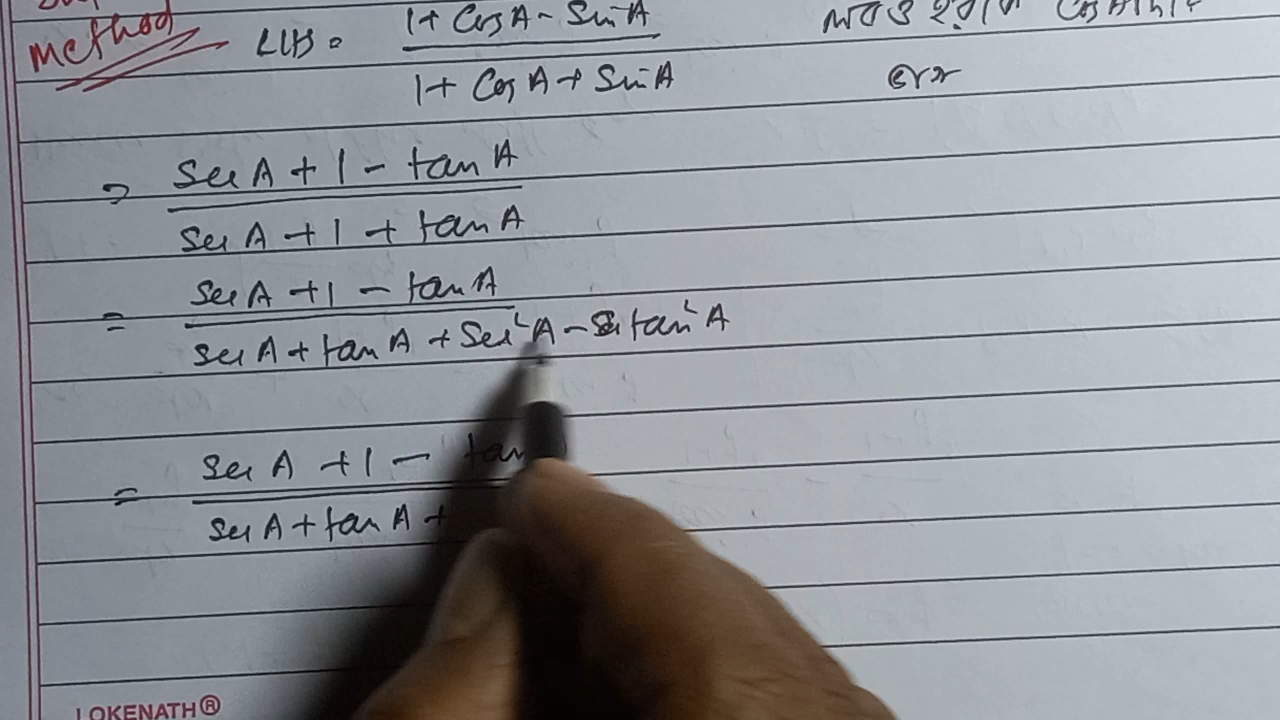 Method LHS = (1 + Cos A - Sin A) / (1 + Cos A + Sin A)
= (Sec A + 1 - tan A) / (Sec A + 1 + tan A)
= (Sec A + 1 - tan A) / (Sec A + tan A + Sec²A - tan²A)
= (Sec A + 1 - tan) / (Sec A + tan A +
LOKENATH®